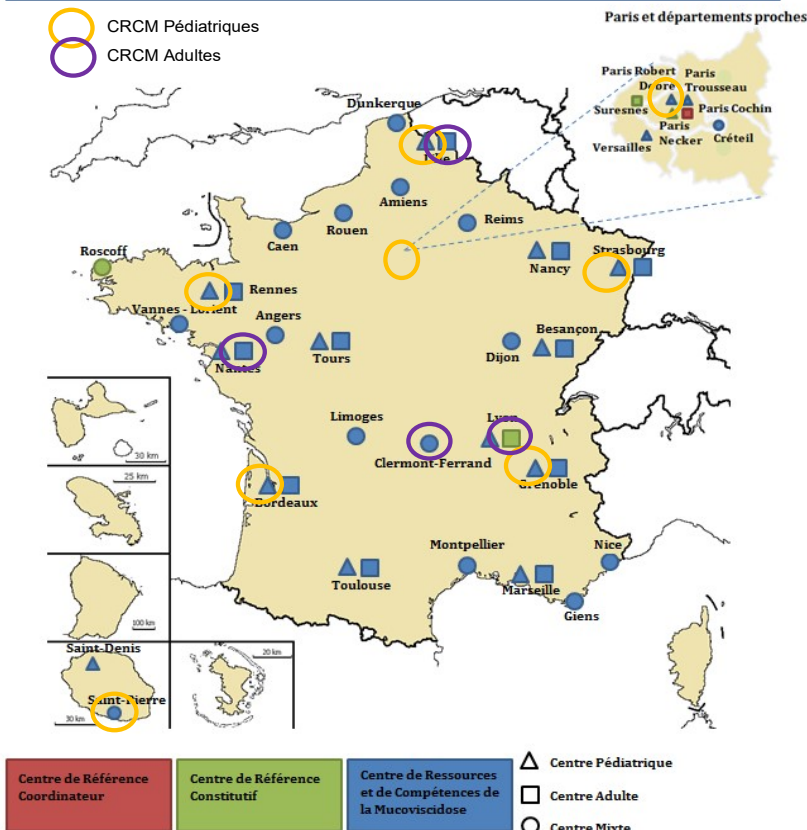 CRCM Pédiatriques
CRCM Adultes
Paris et départements proches
Paris Robert
Debre
Paris
Trousseau
Suresnes
Paris Cochin
Paris
Necker
Créteil
Versailles
Dunkerque
Lille
Amiens
Rouen
Reims
Caen
Roscoff
Nancy
Strasbourg
Rennes
Vannes - Lorient
Angers
Nantes
Tours
Dijon
Besançon
Limoges
Lyon
Clermont-Ferrand
Grenoble
Bordeaux
Montpellier
Nice
Toulouse
Marseille
Giens
30 km
25 km
100 km
Saint-Denis
20 km
Saint-Pierre
30 km
Centre de Référence
Coordinateur
Centre de Référence
Constitutif
Centre de Ressources
et de Compétences de
la Mucoviscidose
Centre Pédiatrique
Centre Adulte
Centre Mixte